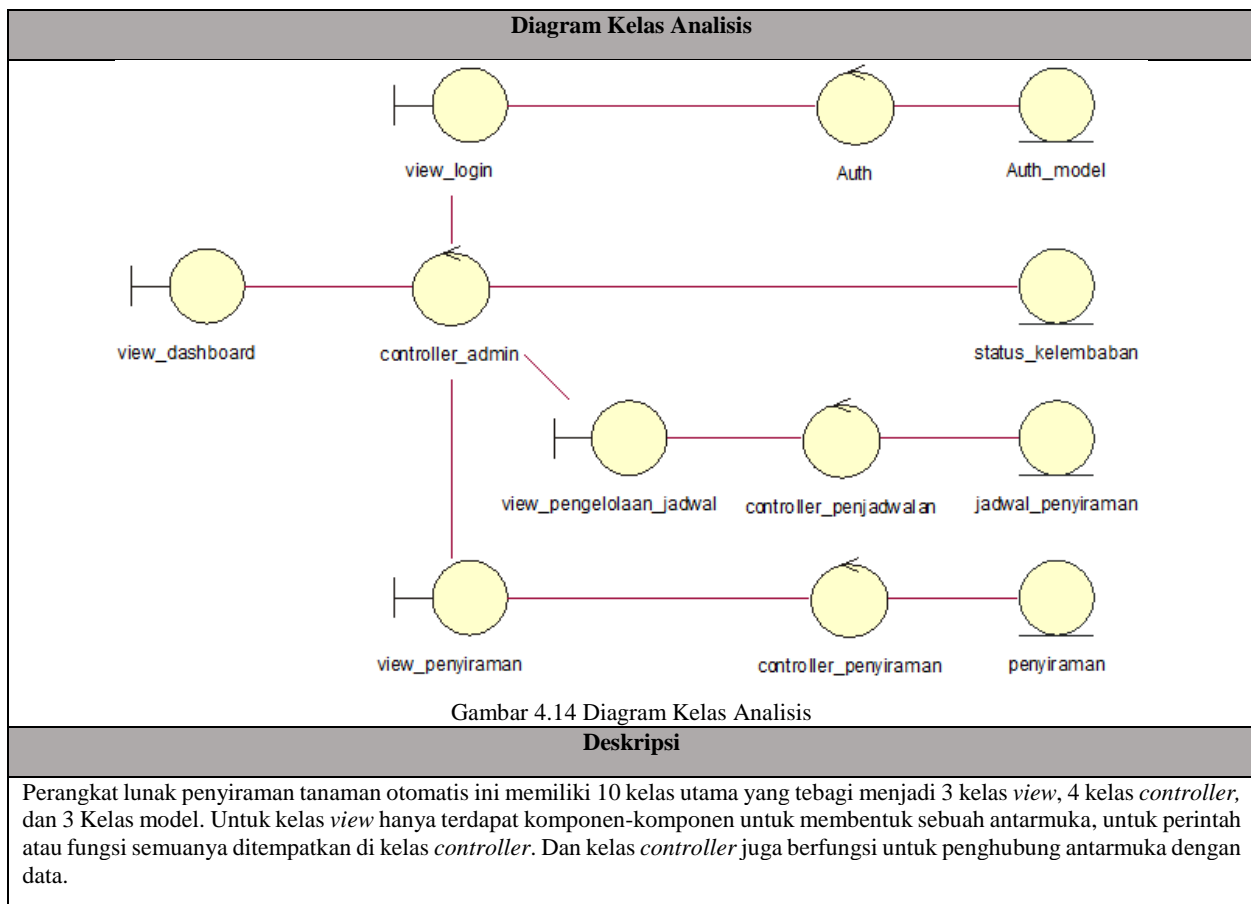 Diagram Kelas Analisis
view_login
Auth
Auth_model
view_dashboard
controller_admin
status_kelembaban
view_pengelolaan_jadwal
controller_penjadwalan
jadwal_penyiraman
view_penyiraman
controller_penyiraman
penyiraman
Gambar 4.14 Diagram Kelas Analisis
Deskripsi
Perangkat lunak penyiraman tanaman otomatis ini memiliki 10 kelas utama yang tebagi menjadi 3 kelas view, 4 kelas controller,
dan 3 Kelas model. Untuk kelas view hanya terdapat komponen-komponen untuk membentuk sebuah antarmuka, untuk perintah
atau fungsi semuanya ditempatkan di kelas controller. Dan kelas controller juga berfungsi untuk penghubung antarmuka dengan
data.